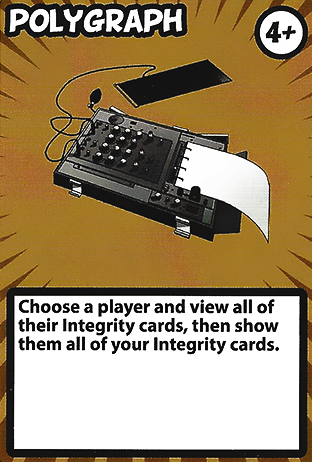 POLYGRAPH
4+
Choose a player and view all of
their Integrity cards, then show
them all of your Integrity cards.